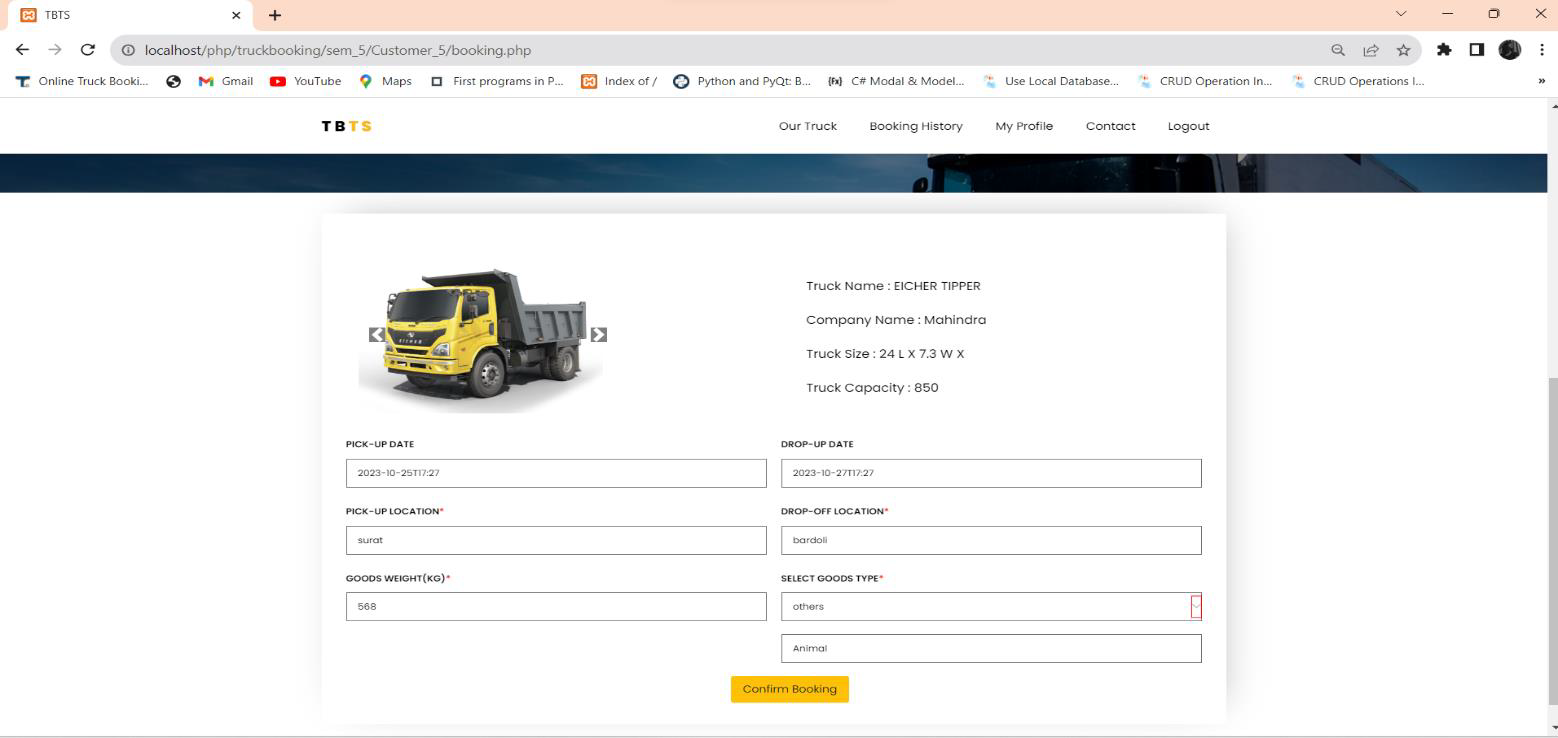 TBTS
localhost/php/truckbooking/sem_5/Customer_5/booking.php
Online Truck Booki... Gmail YouTube Maps First programs in P... Index of / Python and PyQt: B... {Fx} C# Modal & Model... Use Local Database... CRUD Operation In... CRUD Operations I... »
TBTS Our Truck Booking History My Profile Contact Logout
Truck Name : EICHER TIPPER
Company Name : Mahindra
EICHER
Truck Size : 24 L X 7.3 W X
Truck Capacity : 850
PICK-UP DATE DROP-UP DATE
2023-10-25T17:27 2023-10-27T17:27
PICK-UP LOCATION* DROP-OFF LOCATION*
surat bardoli
GOODS WEIGHT(KG)* SELECT GOODS TYPE*
568 others
Animal
Confirm Booking